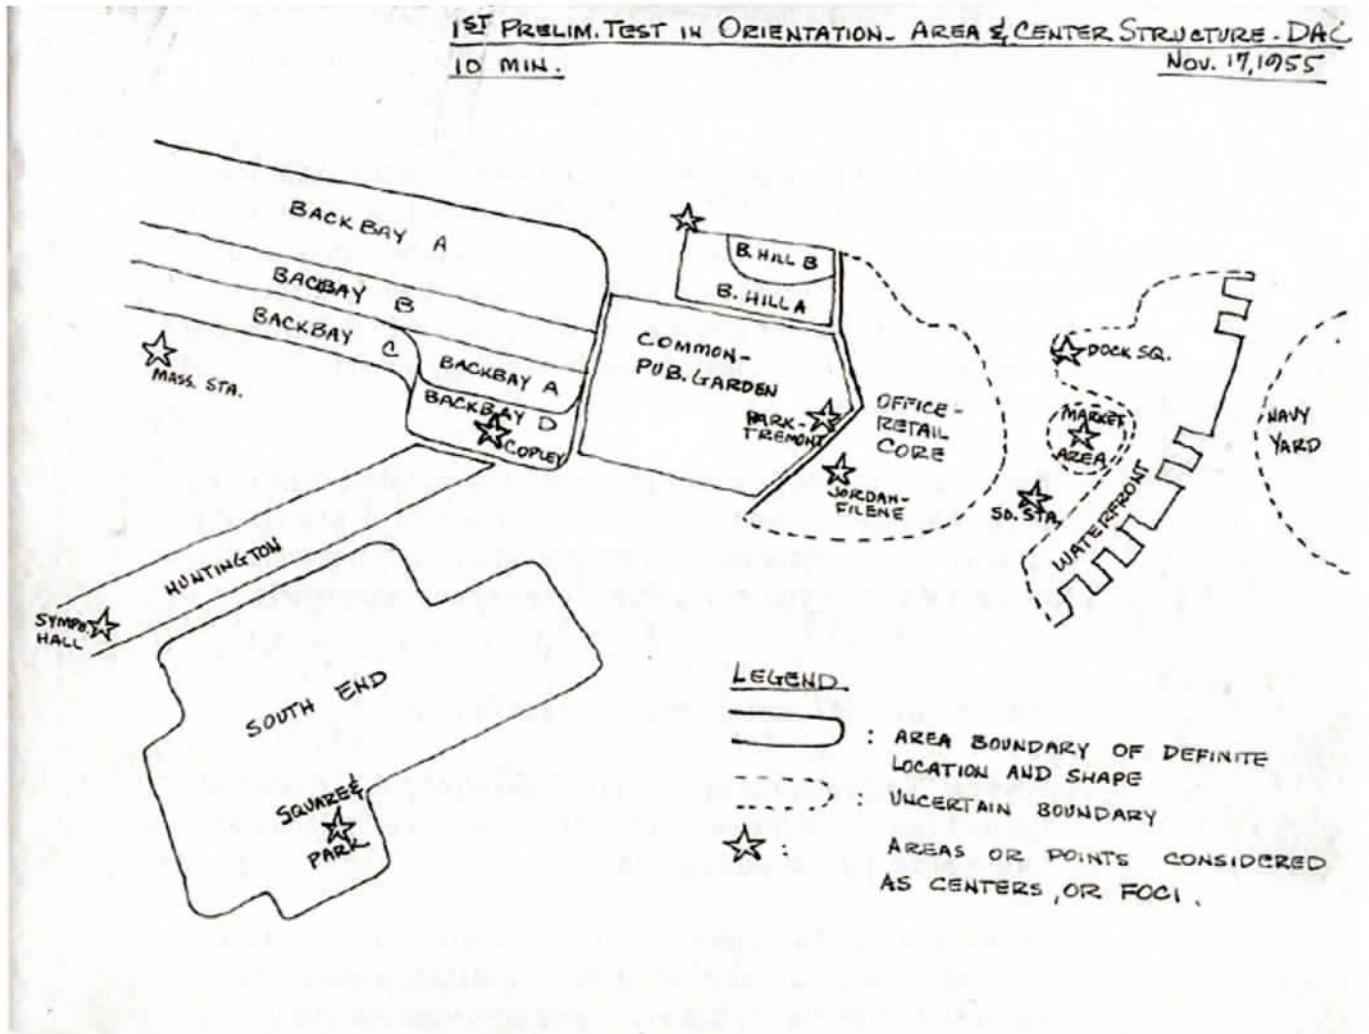 1ST PRELIM. TEST IN ORIENTATION- AREA & CENTER STRUCTURE. DAC
10 MIN.
NOV. 17, 1955
BACK BAY A
BACBAY B
BACKBAY C
BACKBAY A
BACKBAY D
COPLEY
MASS. STA.
B. HILL B
B. HILL A
COMMON-
PUB. GARDEN
PARK-
TREMONT
JORDAN-
FILENE
OFFICE-
RETAIL
CORE
DOCK SQ.
MARKET
AREA
SO. STA.
WATERFRONT
NAVY
YARD
HUNTINGTON
SYMPH.
HALL
SOUTH END
SQUARE &
PARK
LEGEND
: AREA BOUNDARY OF DEFINITE
LOCATION AND SHAPE
: UNCERTAIN BOUNDARY
: AREAS OR POINTS CONSIDERED
AS CENTERS, OR FOCI.